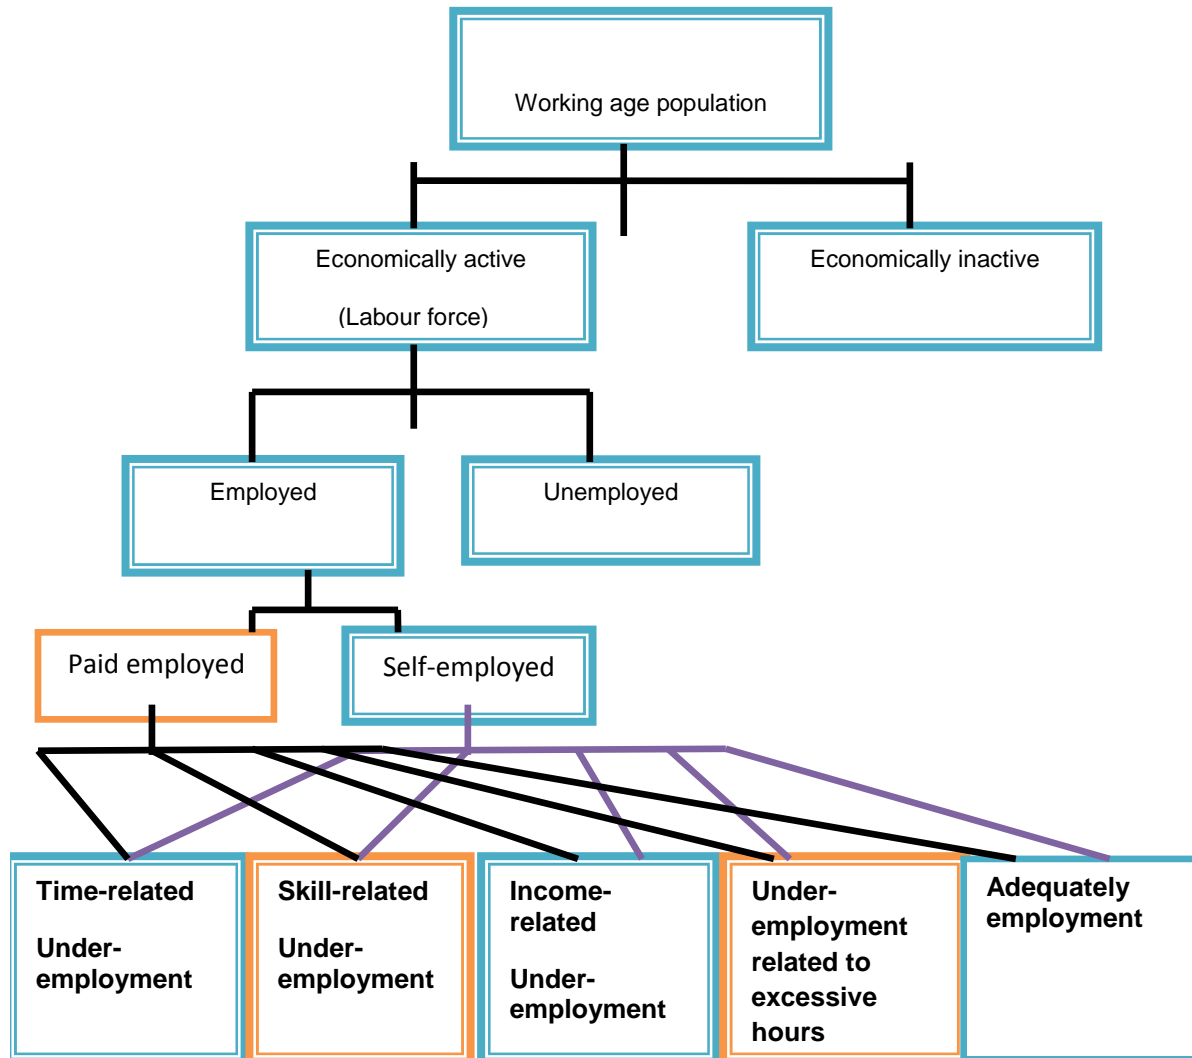 Working age population
Economically active
(Labour force)
Economically inactive
Employed
Unemployed
Paid employed
Self-employed
Time-related
Under-
employment
Skill-related
Under-
employment
Income-
related
Under-
employment
Under-
employment
related to
excessive
hours
Adequately
employment